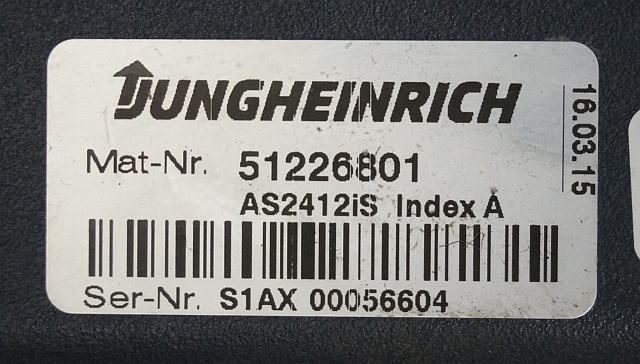 JUNGHEINRICH
Mat-Nr. 51226801
AS2412iS Index A
Ser-Nr. S1AX 00056604
16.03.15